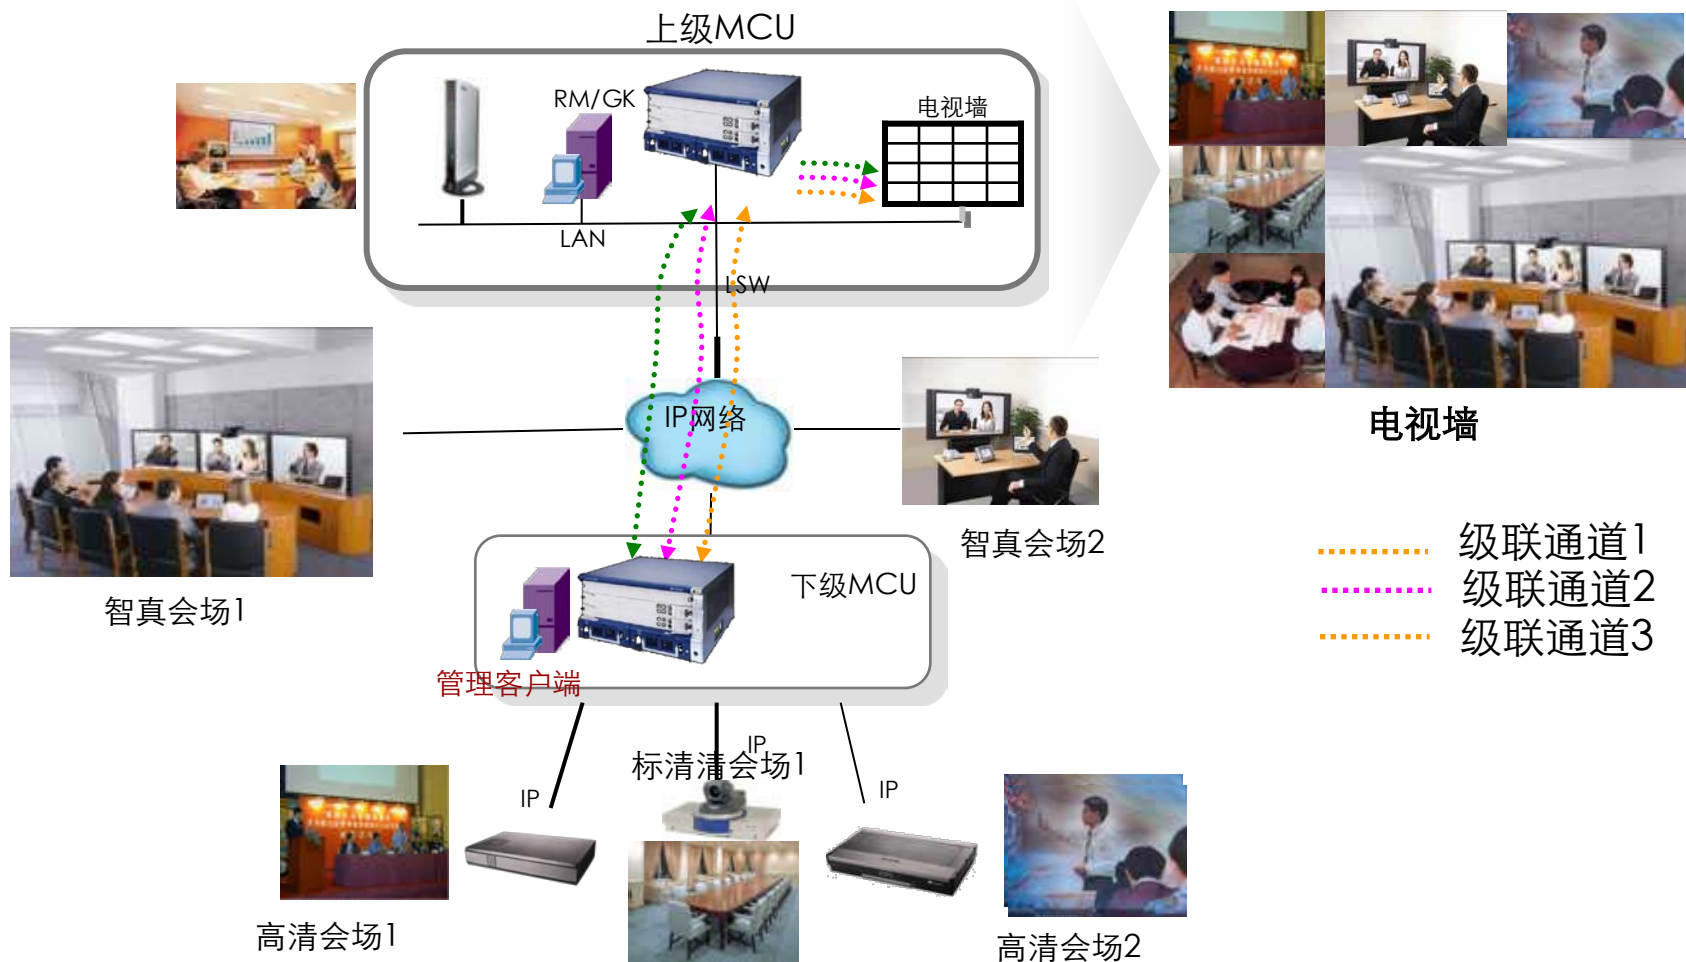 上级MCU
RM/GK
电视墙
LAN
LSW
IP网络
电视墙
智真会场2
级联通道1
级联通道2
级联通道3
智真会场1
下级MCU
管理客户端
IP
标清清会场1
IP
IP
高清会场1
高清会场2